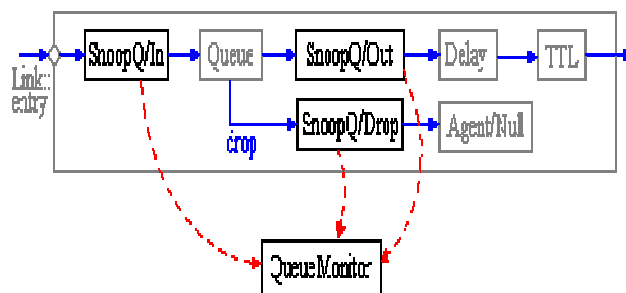 SnoopQ/In
Queue
SnoopQ/Out
Delay
TTL
Link::
entry
drop
SnoopQ/Drop
Agent/Null
QueueMonitor